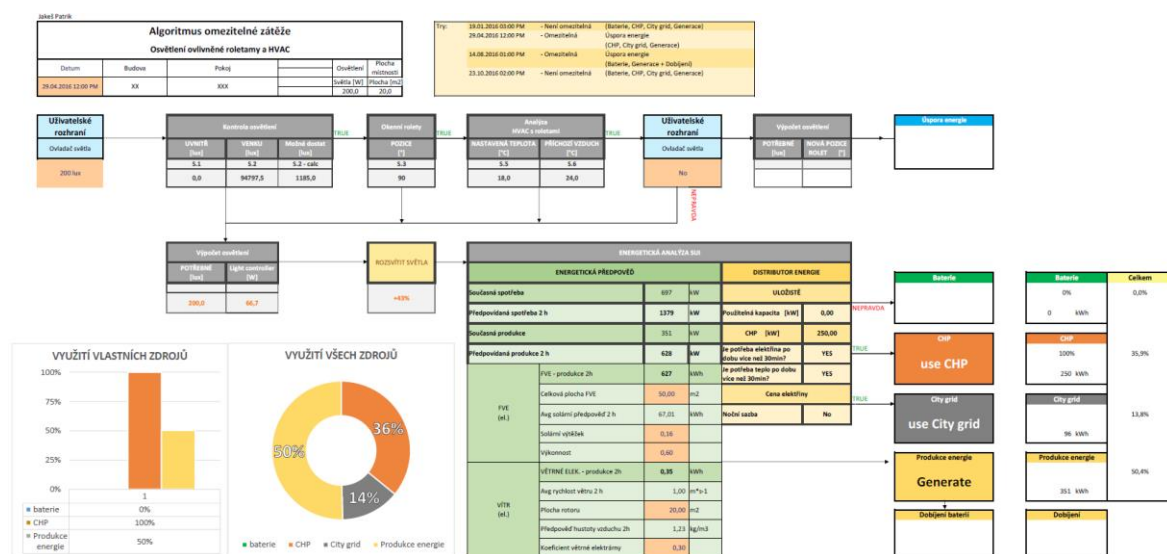 Jakeš Patrik
Algoritmus omezitelné zátěže
Osvětlení ovlivněné roletamy a HVAC
Datum Budova Pokoj Osvětlení Plocha místnosti
Světla [W] Plocha [m2]
29.04.2016 12:00 PM XX XXX 200,0 20,0
Try: 19.01.2016 03:00 PM - Není omezitelná (Baterie, CHP, City grid, Generace)
29.04.2016 12:00 PM - Omezitelná Úspora energie
(CHP, City grid, Generace)
14.08.2016 01:00 PM - Omezitelná Úspora energie
(Baterie, Generace + Dobíjení)
23.10.2016 02:00 PM - Není omezitelná (Baterie, CHP, City grid, Generace)
Uživatelské rozhraní
Ovladač světla
200 lux
Kontrola osvětlení
UVNITŘ [lux] VENKU [lux] Možné dostat [lux]
S.1 S.2 S.2 - calc
0,0 94797,5 1185,0
TRUE
Okenní rolety
POZICE [°]
S.3
90
TRUE
Analýza HVAC s roletami
NASTAVENÁ TEPLOTA [°C] PŘÍCHOZÍ VZDUCH [°C]
S.5 S.6
18,0 24,0
TRUE
Uživatelské rozhraní
Ovladač světla
No
NEPRAVDA
Výpočet osvětlení
POTŘEBNÉ [lux] NOVÁ POZICE ROLET [°]
Úspora energie
Výpočet osvětlení
POTŘEBNÉ [lux] Light controller [W]
200,0 66,7
ROZSVÍTIT SVĚTLA
+43%
ENERGETICKÁ ANALÝZA SUI
ENERGETICKÁ PŘEDPOVĚĎ DISTRIBUTOR ENERGIE
Současná spotřeba 697 kW ULOŽIŠTĚ
Předpovídaná spotřeba 2 h 1379 kW Použitelná kapacita [kW] 0,00
Současná produkce 351 kW CHP [kW] 250,00
Předpovídaná produkce 2 h 628 kW Je potřeba elektřina po dobu více než 30min? YES
FVE - produkce 2h 627 kWh Je potřeba teplo po dobu více než 30min? YES
Celková plocha FVE 50,00 m2 Cena elektřiny
FVE (el.) Avg solární předpověď 2 h 67,01 kWh Noční sazba No
Solární výtěžek 0,16
Výkonnost 0,60
VĚTRNÉ ELEK. - produkce 2h 0,35 kWh
Avg rychlost větru 2 h 1,00 m*s-1
VÍTR (el.) Plocha rotoru 20,00 m2
Předpověď hustoty vzduchu 2h 1,23 kg/m3
Koeficient větrné elektrárny 0,30
NEPRAVDA
TRUE
TRUE
Baterie
CHP
use CHP
City grid
use City grid
Produkce energie
Generate
Dobíjení baterií
Baterie Celkem
0% 0,0%
0 kWh
CHP
100% 35,9%
250 kWh
City grid
13,8%
96 kWh
Produkce energie
50,4%
351 kWh
Dobíjení
VYUŽITÍ VLASTNÍCH ZDROJŮ
100%
75%
50%
25%
0%
1
baterie 0%
CHP 100%
Produkce energie 50%
VYUŽITÍ VŠECH ZDROJŮ
50%
36%
14%
baterie CHP City grid Produkce energie